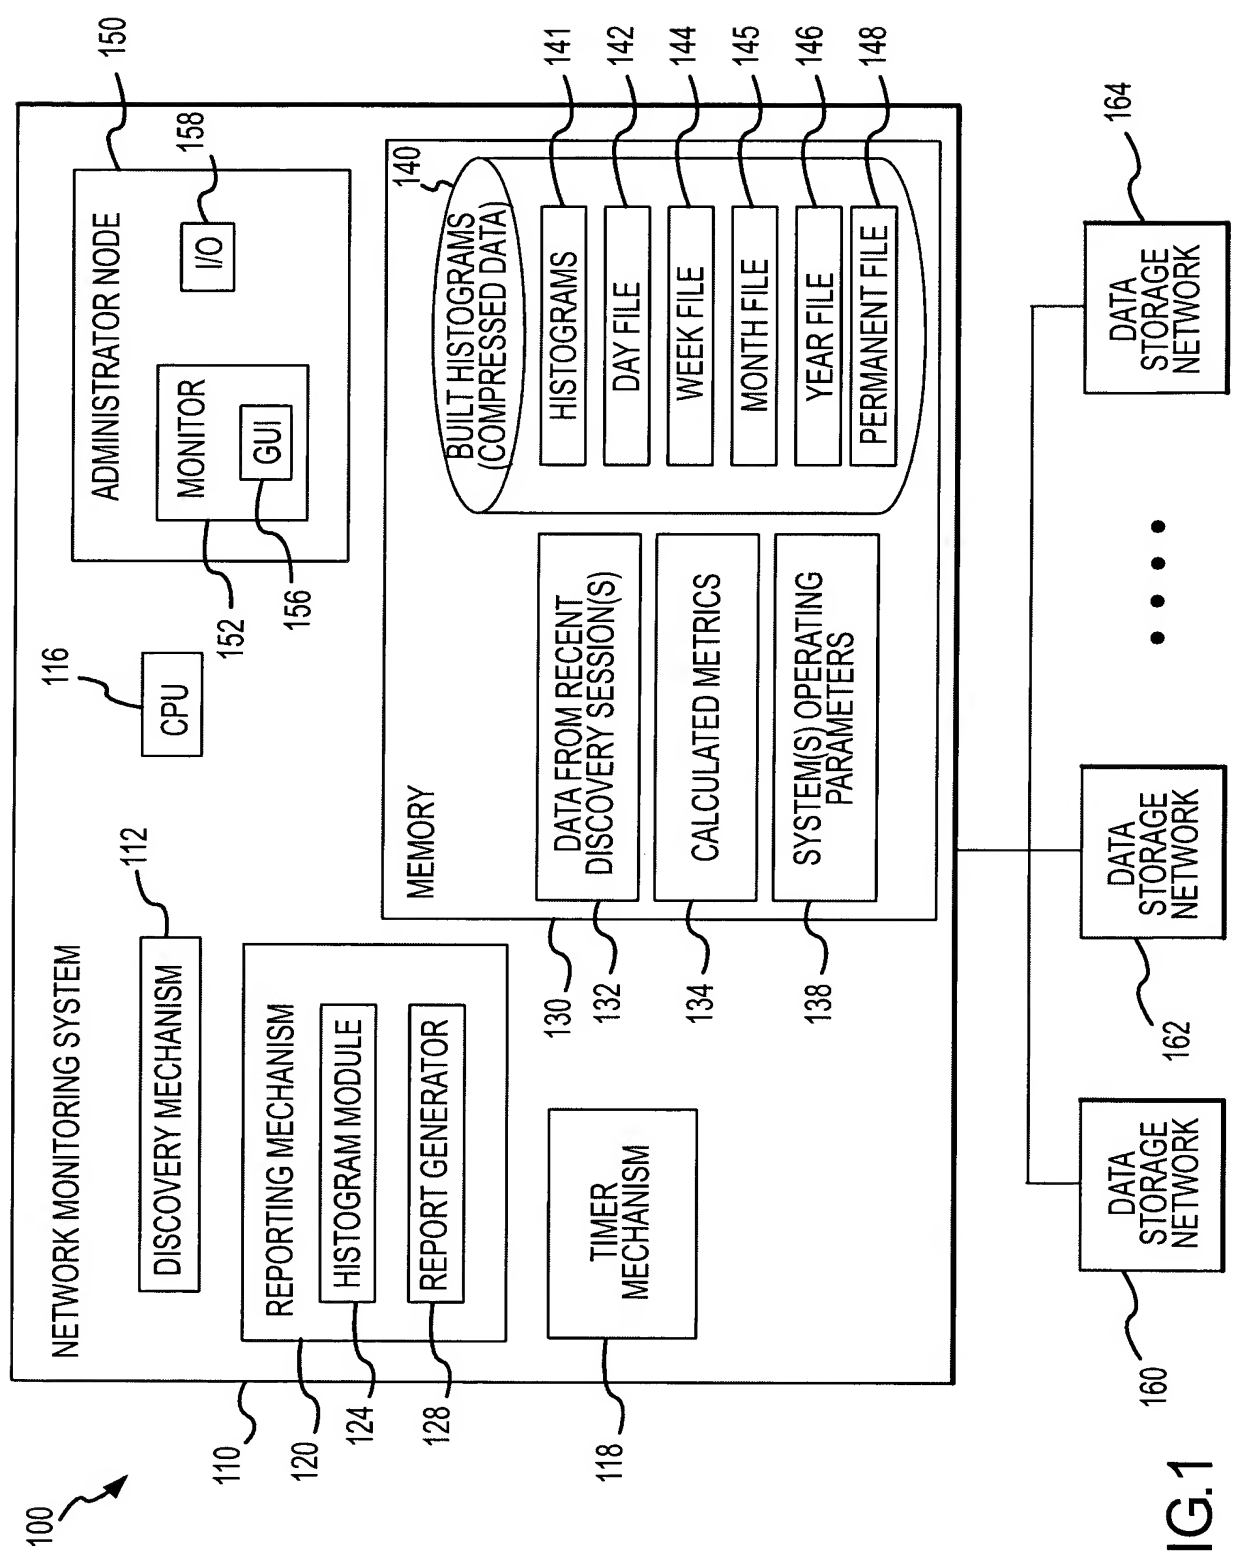 100
110
NETWORK MONITORING SYSTEM
DISCOVERY MECHANISM
112
116
CPU
150
ADMINISTRATOR NODE
MONITOR
GUI
152
156
I/O
158
120
REPORTING MECHANISM
124
HISTOGRAM MODULE
128
REPORT GENERATOR
118
TIMER
MECHANISM
130
MEMORY
132
DATA FROM RECENT
DISCOVERY SESSION(S)
134
CALCULATED METRICS
138
SYSTEM(S) OPERATING
PARAMETERS
140
BUILT HISTOGRAMS
(COMPRESSED DATA)
HISTOGRAMS
141
DAY FILE
142
WEEK FILE
144
MONTH FILE
145
YEAR FILE
146
PERMANENT FILE
148
160
DATA
STORAGE
NETWORK
162
DATA
STORAGE
NETWORK
164
DATA
STORAGE
NETWORK
IG.1